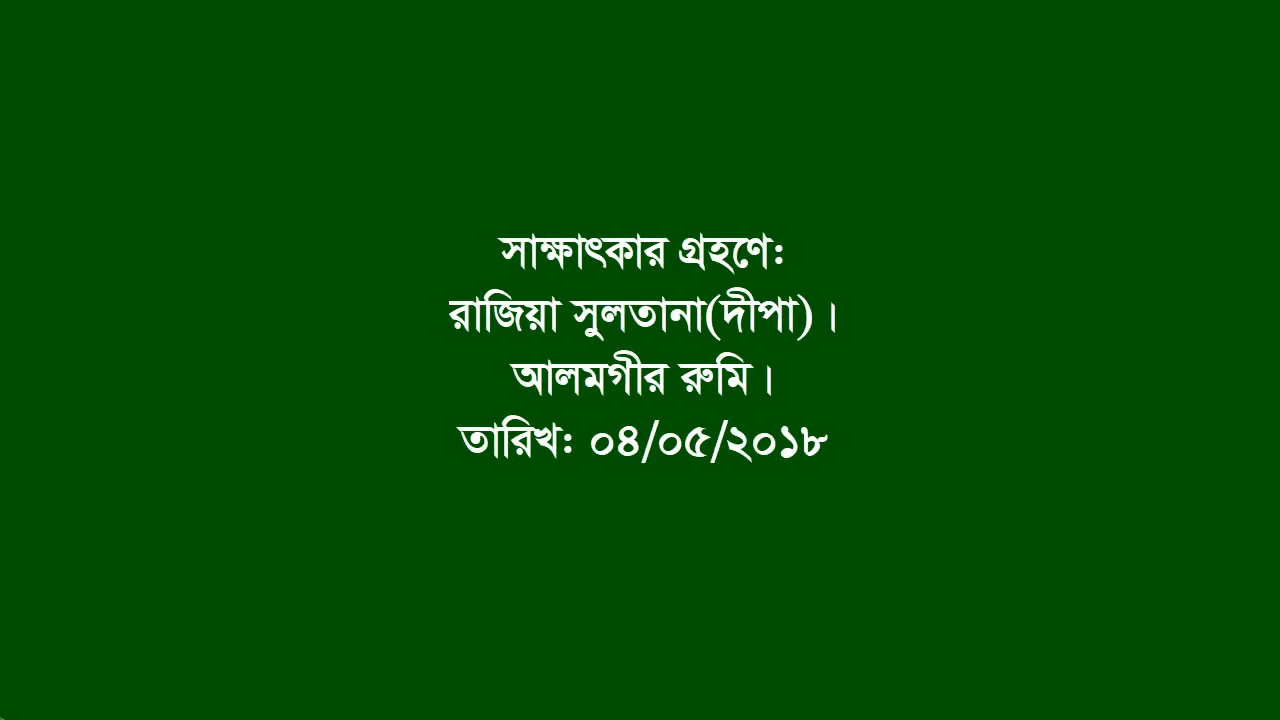 সাক্ষাৎকার গ্রহণে:
রাজিয়া সুলতানা(দীপা)।
আলমগীর রুমি।
তারিখ: ০৪/০৫/২০১৮